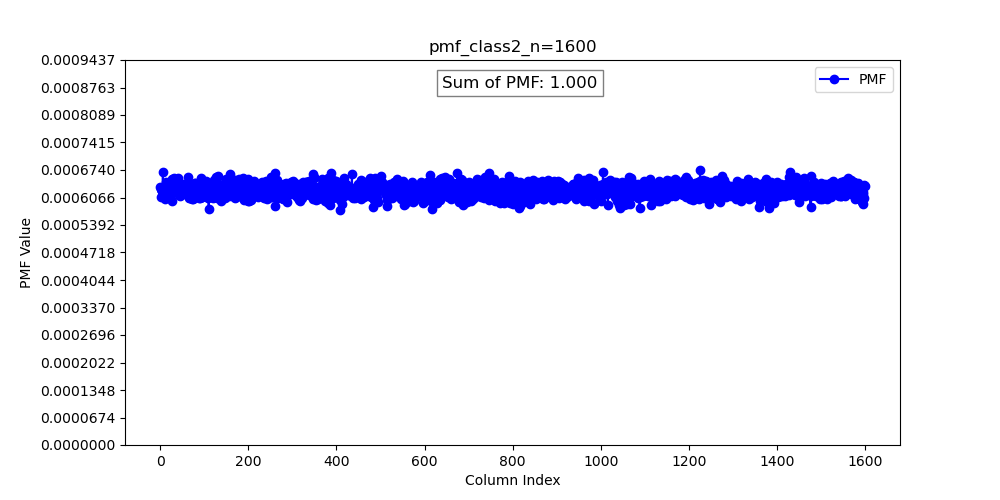 pmf_class2_n=1600
Sum of PMF: 1.000
PMF
PMF Value
0.0009437
0.0008763
0.0008089
0.0007415
0.0006740
0.0006066
0.0005392
0.0004718
0.0004044
0.0003370
0.0002696
0.0002022
0.0001348
0.0000674
0.0000000
0 200 400 600 800 1000 1200 1400 1600
Column Index